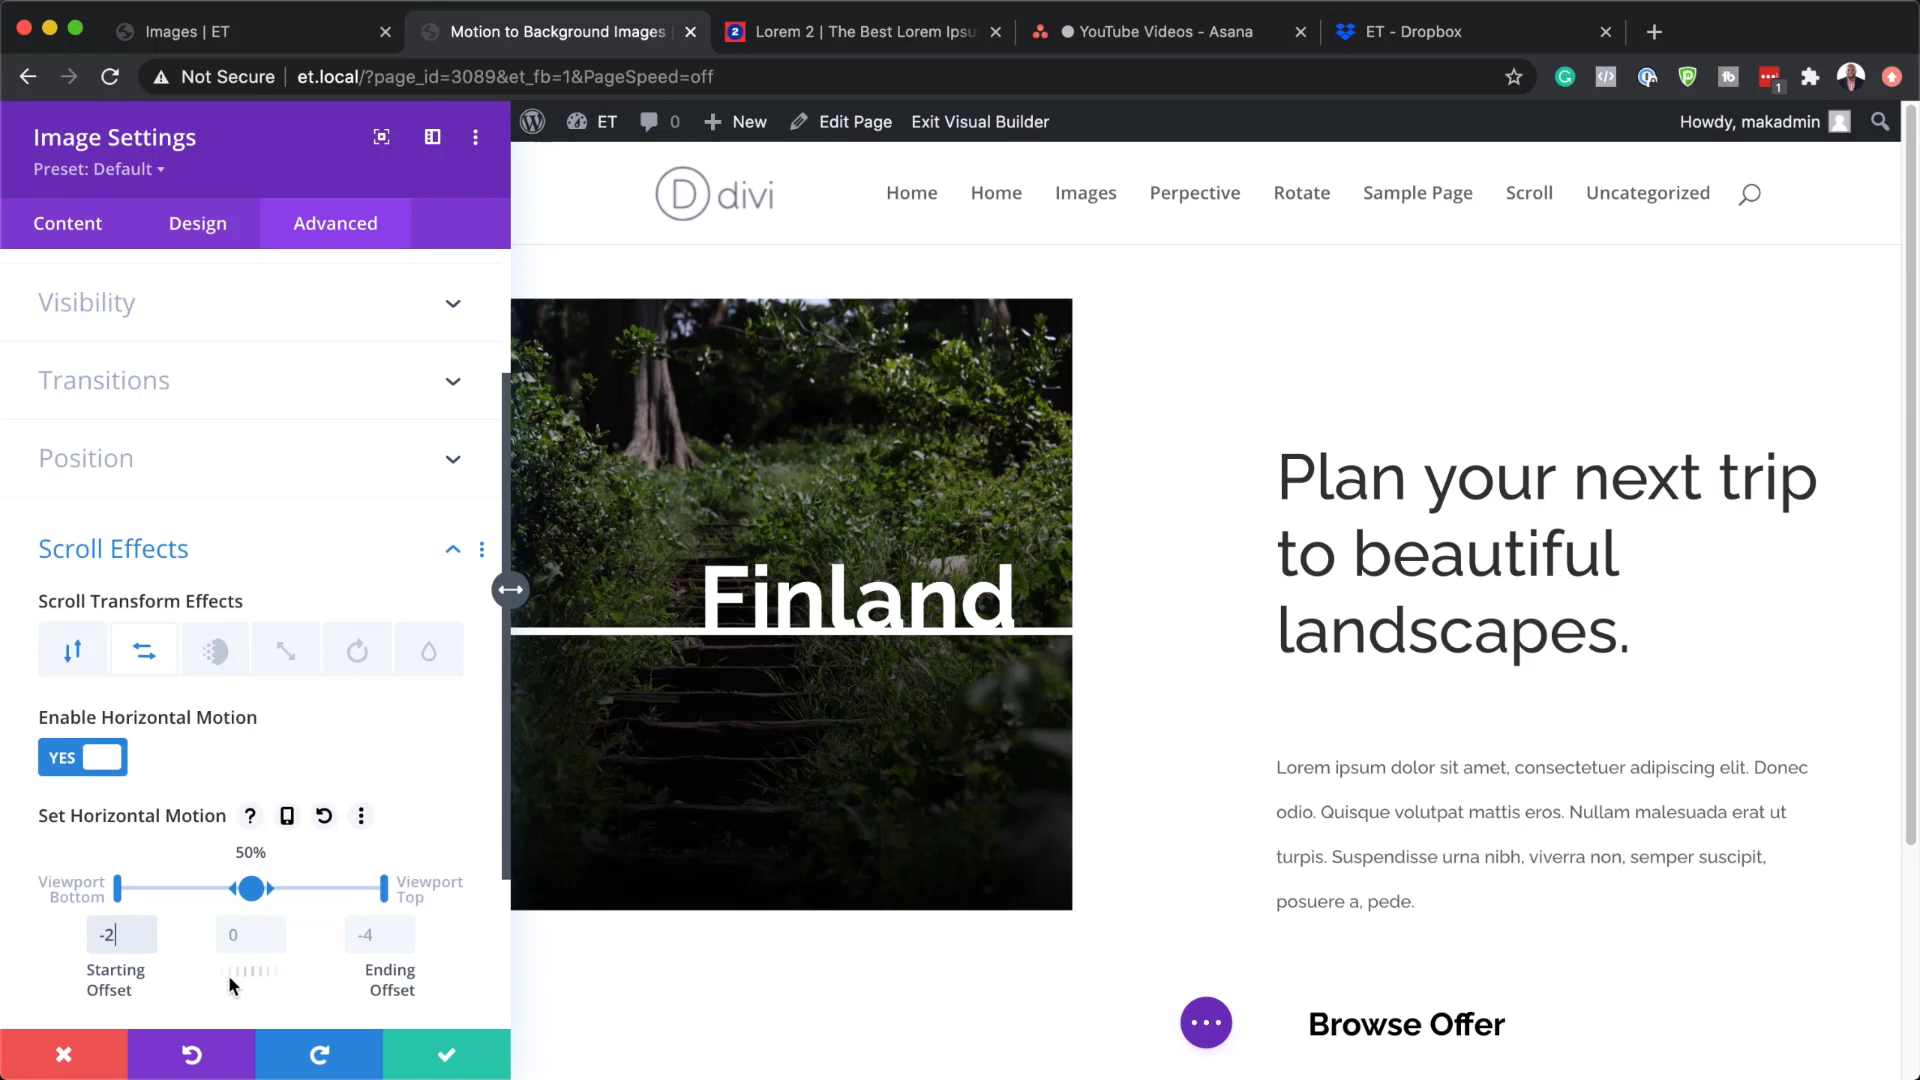 Images | ET
Motion to Background Images
Lorem 2 | The Best Lorem Ipsu
YouTube Videos - Asana
ET - Dropbox
Not Secure
et.local/?page_id=3089&et_fb=1&PageSpeed=off
1
Image Settings
Preset: Default
ET
0
New
Edit Page
Exit Visual Builder
Howdy, makadmin
Content
Design
Advanced
D divi
Home
Home
Images
Perpective
Rotate
Sample Page
Scroll
Uncategorized
Visibility
Transitions
Position
Scroll Effects
Scroll Transform Effects
Enable Horizontal Motion
YES
Set Horizontal Motion
?
50%
Viewport
Bottom
Viewport
Top
-2
0
-4
Starting
Offset
Ending
Offset
Finland
Plan your next trip
to beautiful
landscapes.
Lorem ipsum dolor sit amet, consectetuer adipiscing elit. Donec
odio. Quisque volutpat mattis eros. Nullam malesuada erat ut
turpis. Suspendisse urna nibh, viverra non, semper suscipit,
posuere a, pede.
Browse Offer